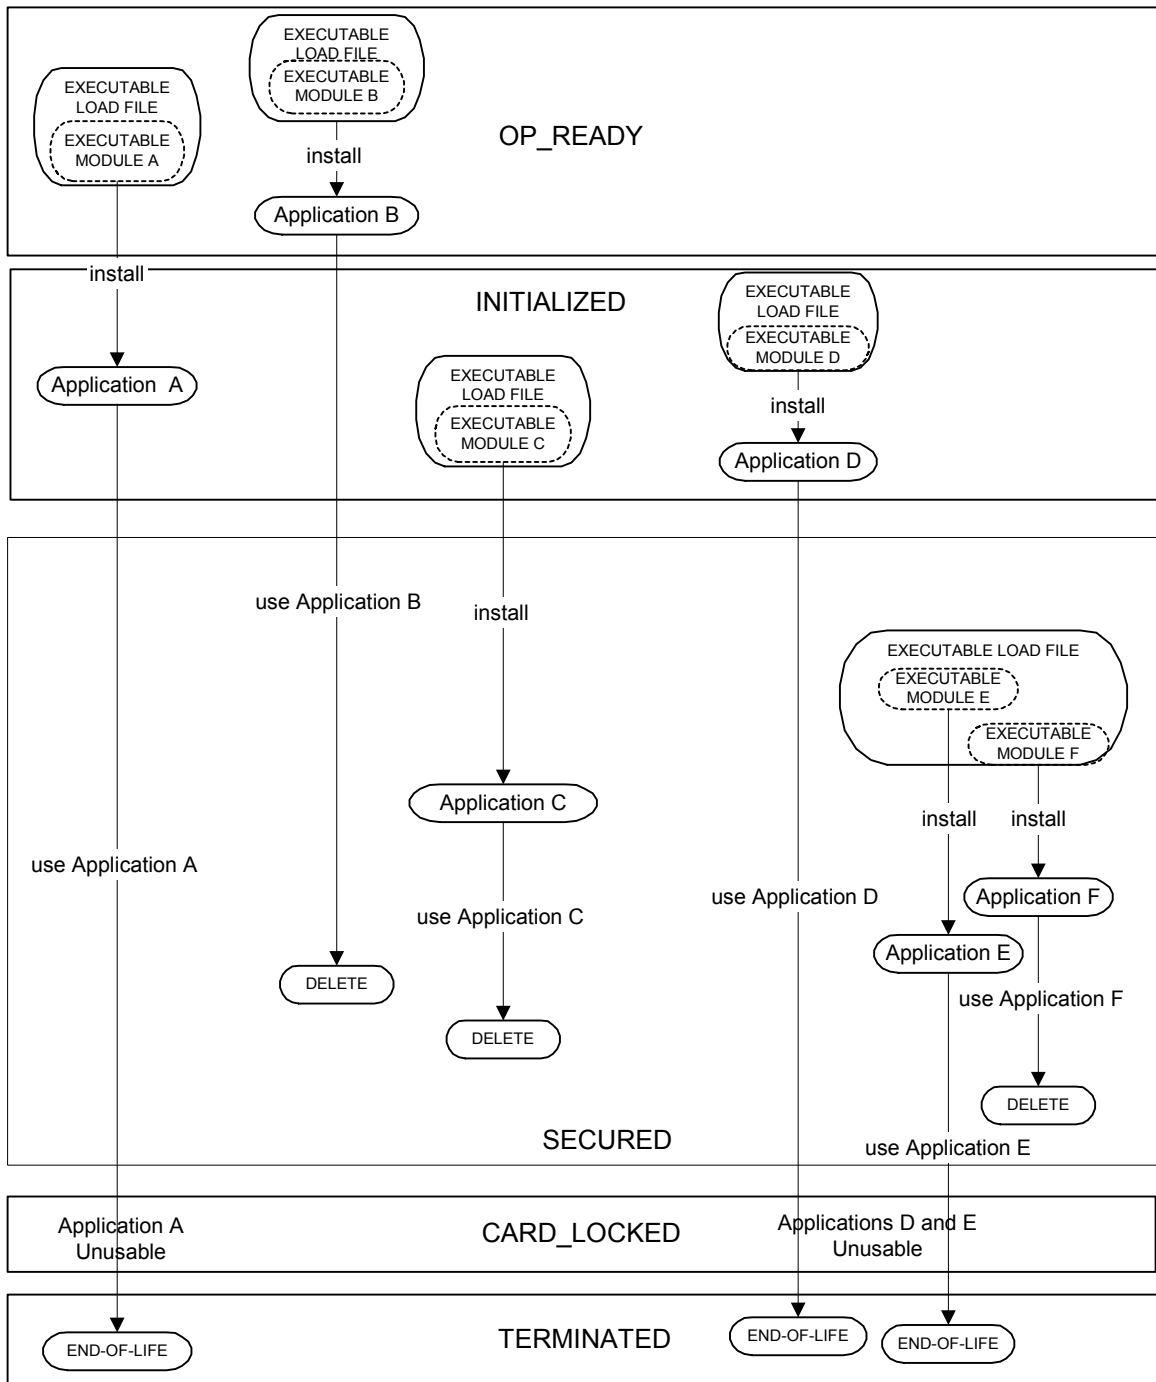 EXECUTABLE
LOAD FILE
EXECUTABLE
MODULE B
EXECUTABLE
LOAD FILE
EXECUTABLE
MODULE A
OP_READY
install
Application B
install
INITIALIZED
EXECUTABLE
LOAD FILE
EXECUTABLE
MODULE D
Application A
EXECUTABLE
LOAD FILE
EXECUTABLE
MODULE C
install
Application D
use Application B
install
EXECUTABLE LOAD FILE
EXECUTABLE
MODULE E
EXECUTABLE
MODULE F
Application C
install
install
use Application A
use Application D
Application F
use Application C
Application E
DELETE
use Application F
DELETE
DELETE
SECURED
use Application E
Application A
Unusable
CARD_LOCKED
Applications D and E
Unusable
END-OF-LIFE
TERMINATED
END-OF-LIFE
END-OF-LIFE